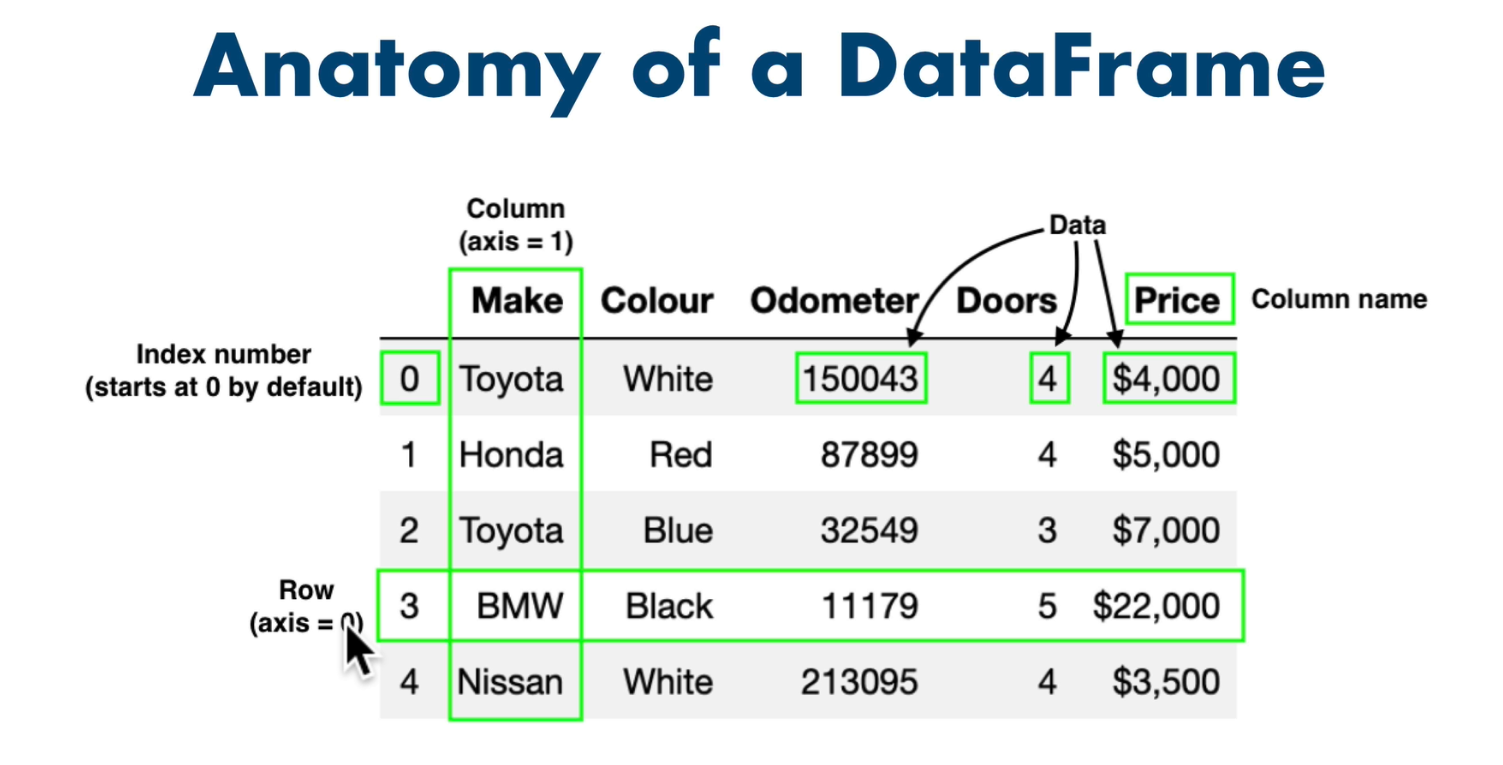 Anatomy of a DataFrame
Column
(axis = 1)
Data
Make Colour Odometer Doors Price Column name
Index number
(starts at 0 by default)
0 Toyota White 150043 4 $4,000
1 Honda Red 87899 4 $5,000
2 Toyota Blue 32549 3 $7,000
Row
(axis = 0)
3 BMW Black 11179 5 $22,000
4 Nissan White 213095 4 $3,500